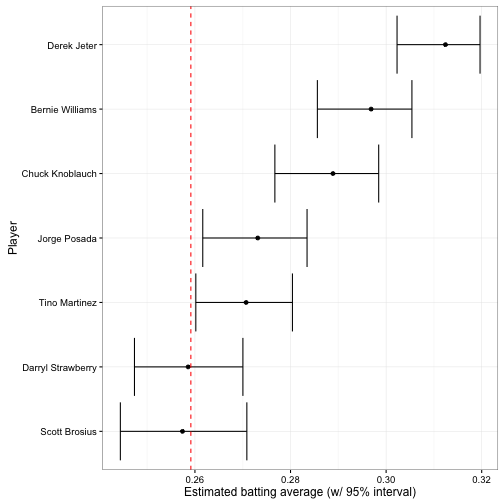 Derek Jeter
Bernie Williams
Chuck Knoblauch
Jorge Posada
Tino Martinez
Darryl Strawberry
Scott Brosius
Player
0.26 0.28 0.30 0.32
Estimated batting average (w/ 95% interval)